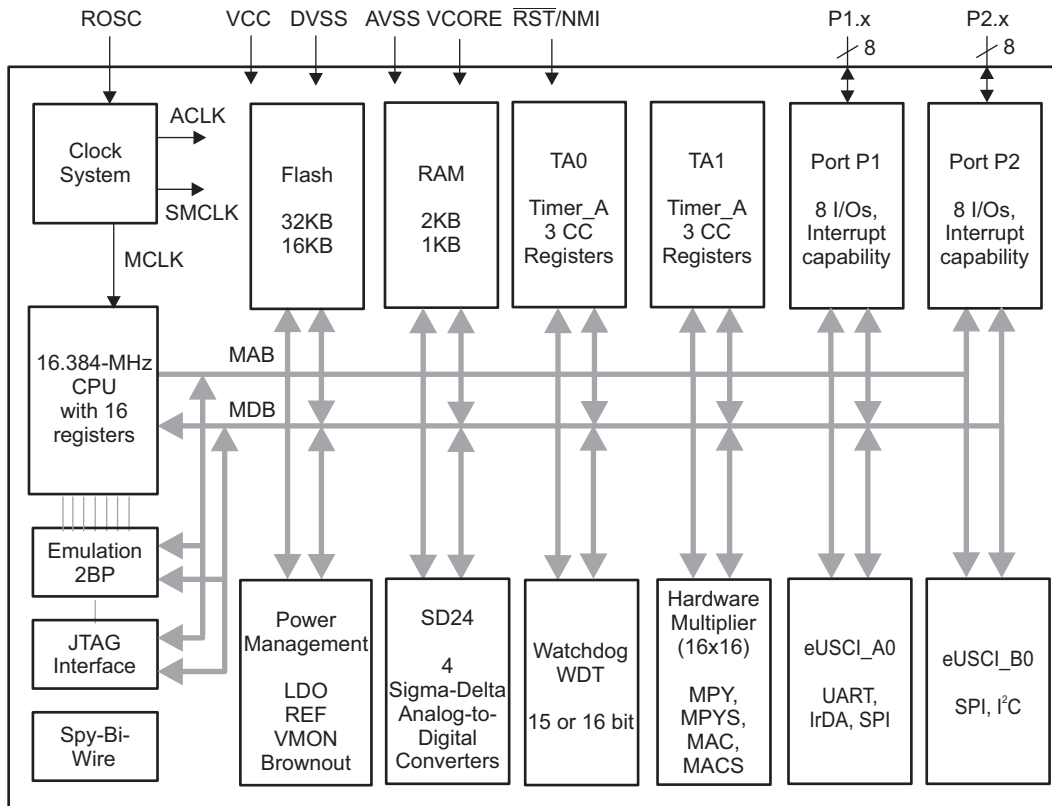 ROSC
VCC
DVSS
AVSS
VCORE
RST/NMI
P1.x
P2.x
8
8
Clock
System
ACLK
SMCLK
MCLK
Flash
32KB
16KB
RAM
2KB
1KB
TA0
Timer_A
3 CC
Registers
TA1
Timer_A
3 CC
Registers
Port P1
8 I/Os,
Interrupt
capability
Port P2
8 I/Os,
Interrupt
capability
16.384-MHz
CPU
with 16
registers
MAB
MDB
Emulation
2BP
JTAG
Interface
Spy-Bi-
Wire
Power
Management
LDO
REF
VMON
Brownout
SD24
4
Sigma-Delta
Analog-to-
Digital
Converters
Watchdog
WDT
15 or 16 bit
Hardware
Multiplier
(16x16)
MPY,
MPYS,
MAC,
MACS
eUSCI_A0
UART,
IrDA, SPI
eUSCI_B0
SPI, I²C